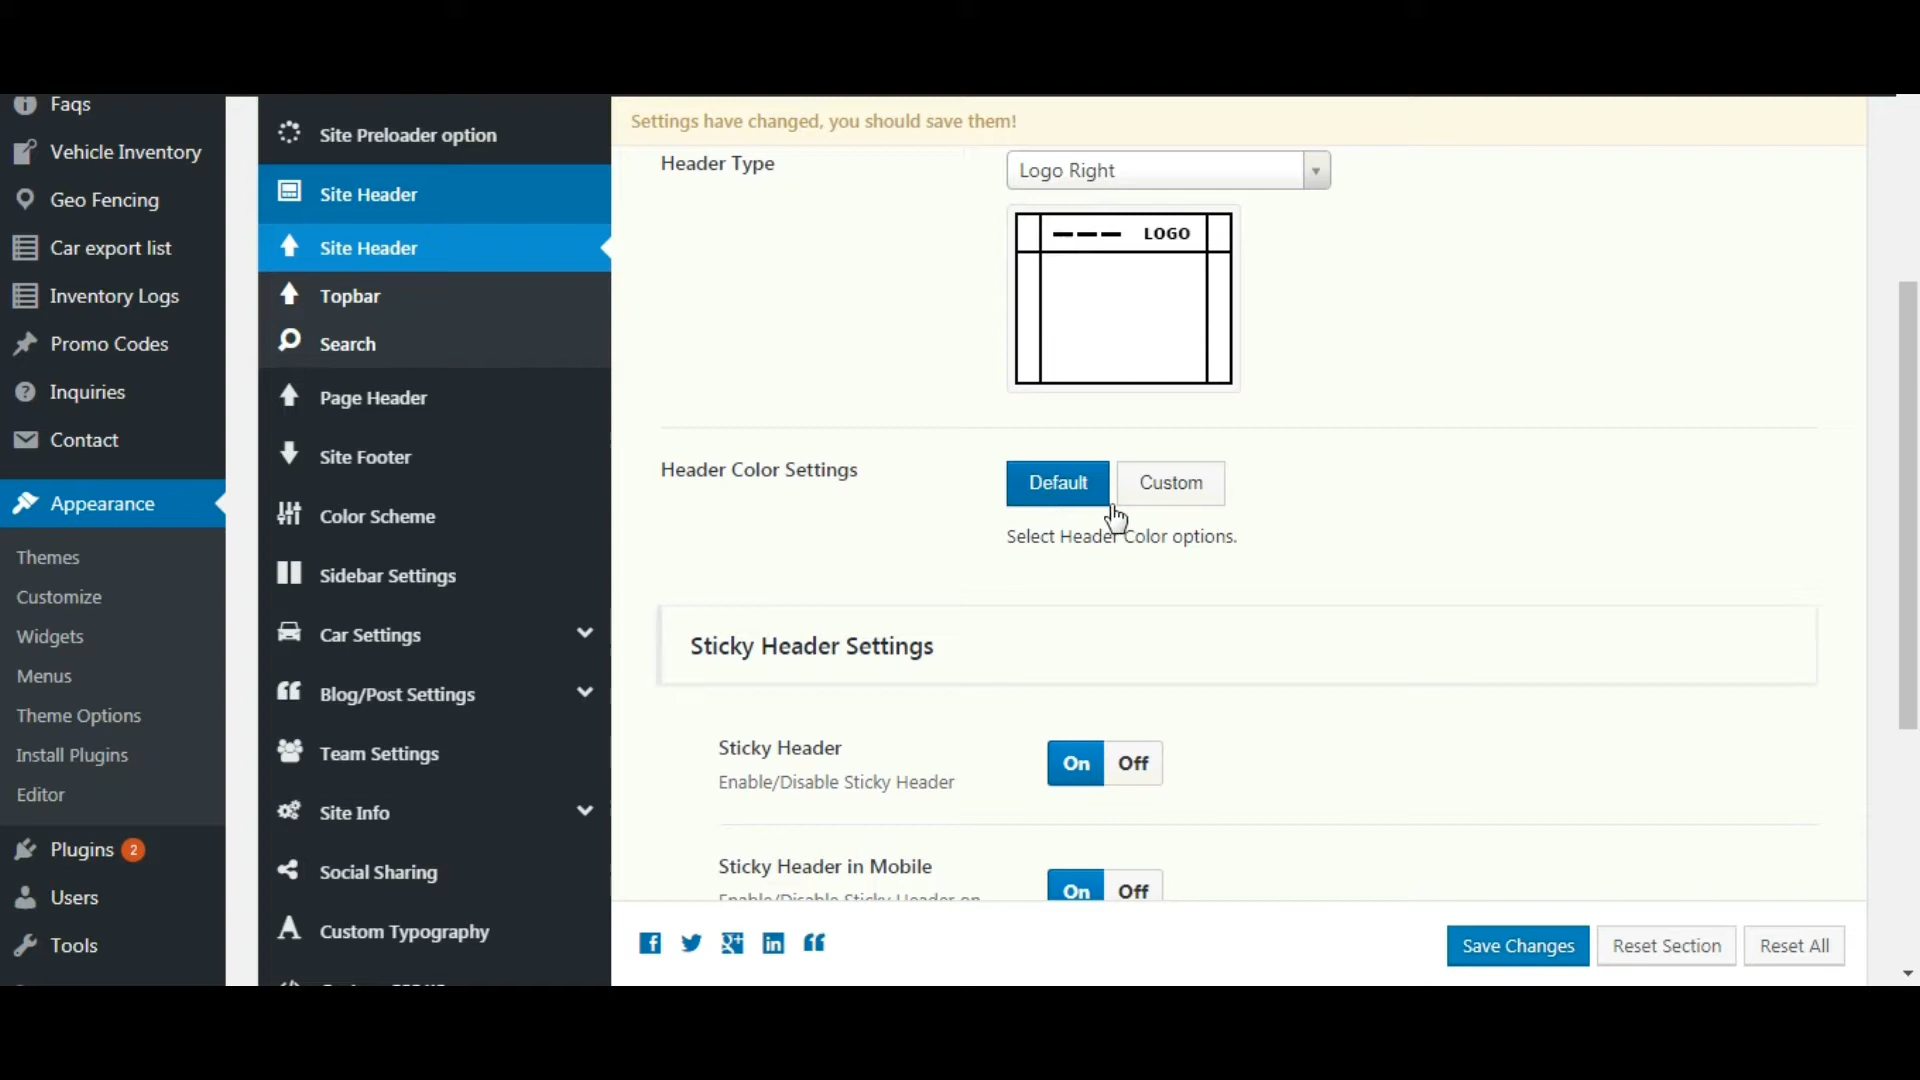 Faqs
Vehicle Inventory
Geo Fencing
Car export list
Inventory Logs
Promo Codes
Inquiries
Contact
Appearance
Themes
Customize
Widgets
Menus
Theme Options
Install Plugins
Editor
Plugins 2
Users
Tools
Site Preloader option
Site Header
Site Header
Topbar
Search
Page Header
Site Footer
Color Scheme
Sidebar Settings
Car Settings
Blog/Post Settings
Team Settings
Site Info
Social Sharing
Custom Typography
Settings have changed, you should save them!
Header Type
Logo Right
LOGO
Header Color Settings
Default Custom
Select Header Color options.
Sticky Header Settings
Sticky Header
Enable/Disable Sticky Header
On Off
Sticky Header in Mobile
Enable/Disable Sticky Header on
On Off
Save Changes Reset Section Reset All